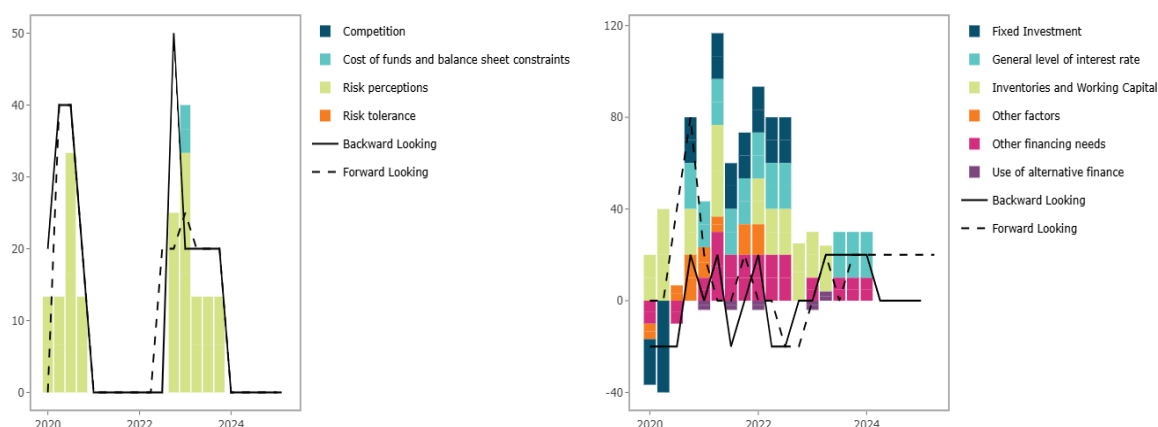 50
40
30
20
10
0
2020
2022
2024
Competition
Cost of funds and balance sheet constraints
Risk perceptions
Risk tolerance
Backward Looking
Forward Looking
120
80
40
0
-40
2020
2022
2024
Fixed Investment
General level of interest rate
Inventories and Working Capital
Other factors
Other financing needs
Use of alternative finance
Backward Looking
Forward Looking